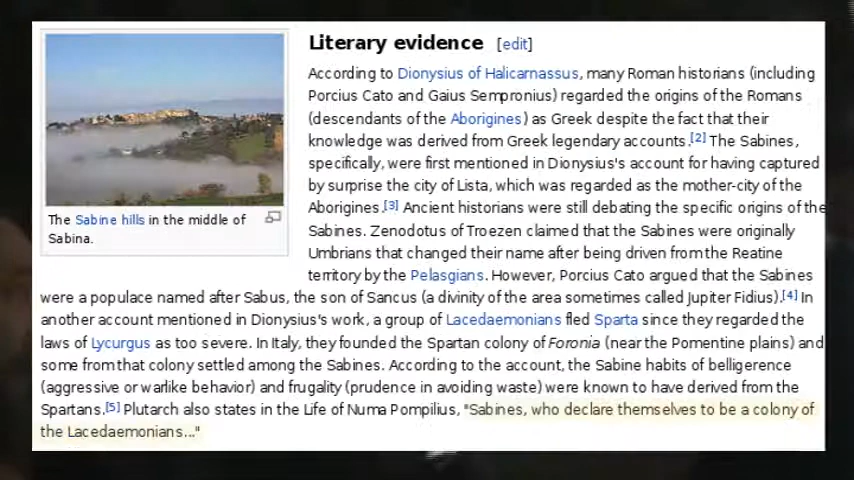 Literary evidence [edit]
According to Dionysius of Halicarnassus, many Roman historians (including
Porcius Cato and Gaius Sempronius) regarded the origins of the Romans
(descendants of the Aborigines) as Greek despite the fact that their
knowledge was derived from Greek legendary accounts.[2] The Sabines,
specifically, were first mentioned in Dionysius's account for having captured
by surprise the city of Lista, which was regarded as the mother-city of the
Aborigines.[3] Ancient historians were still debating the specific origins of the
Sabines. Zenodotus of Troezen claimed that the Sabines were originally
Umbrians that changed their name after being driven from the Reatine
territory by the Pelasgians. However, Porcius Cato argued that the Sabines
were a populace named after Sabus, the son of Sancus (a divinity of the area sometimes called Jupiter Fidius).[4] In
another account mentioned in Dionysius's work, a group of Lacedaemonians fled Sparta since they regarded the
laws of Lycurgus as too severe. In Italy, they founded the Spartan colony of Foronia (near the Pomentine plains) and
some from that colony settled among the Sabines. According to the account, the Sabine habits of belligerence
(aggressive or warlike behavior) and frugality (prudence in avoiding waste) were known to have derived from the
Spartans.[5] Plutarch also states in the Life of Numa Pompilius, "Sabines, who declare themselves to be a colony of
the Lacedaemonians..."
The Sabine hills in the middle of
Sabina.